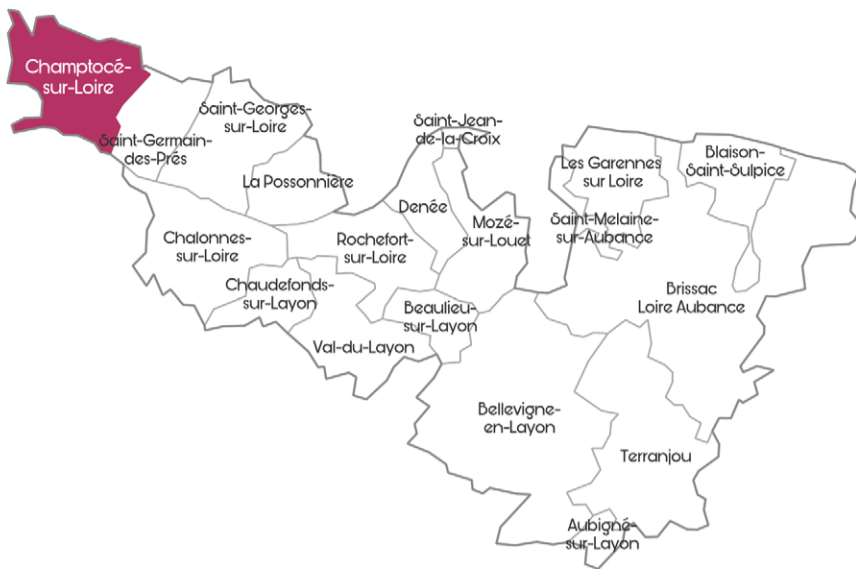 Champtocé-
sur-Loire
Saint-Georges-
sur-Loire
Saint-Germain-
des-Prés
La Possonnière
Saint-Jean-
de-la-Croix
Les Garennes
sur Loire
Blaison-
Saint-Sulpice
Denée
Mozé-
sur-Louet
Saint-Melaine-
sur-Aubance
Chalonnes-
sur-Loire
Rochefort-
sur-Loire
Chaudefonds-
sur-Layon
Beaulieu-
sur-Layon
Brissac
Loire Aubance
Val-du-Layon
Bellevigne-
en-Layon
Terranjou
Aubigné-
sur-Layon